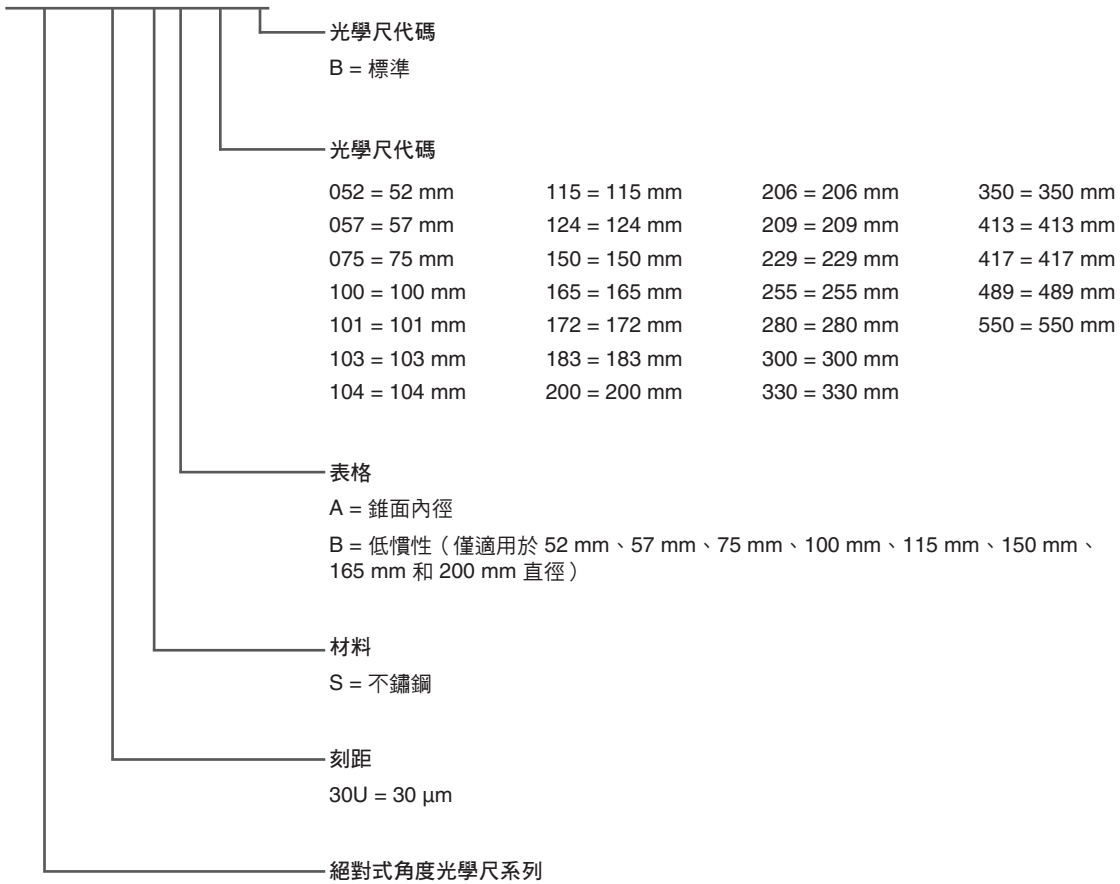 光學尺代碼
B = 標準
光學尺代碼
052 = 52 mm 115 = 115 mm 206 = 206 mm 350 = 350 mm
057 = 57 mm 124 = 124 mm 209 = 209 mm 413 = 413 mm
075 = 75 mm 150 = 150 mm 229 = 229 mm 417 = 417 mm
100 = 100 mm 165 = 165 mm 255 = 255 mm 489 = 489 mm
101 = 101 mm 172 = 172 mm 280 = 280 mm 550 = 550 mm
103 = 103 mm 183 = 183 mm 300 = 300 mm
104 = 104 mm 200 = 200 mm 330 = 330 mm
表格
A = 錐面內徑
B = 低慣性（僅適用於 52 mm、57 mm、75 mm、100 mm、115 mm、150 mm、
165 mm 和 200 mm 直徑）
材料
S = 不鏽鋼
刻距
30U = 30 µm
絕對式角度光學尺系列